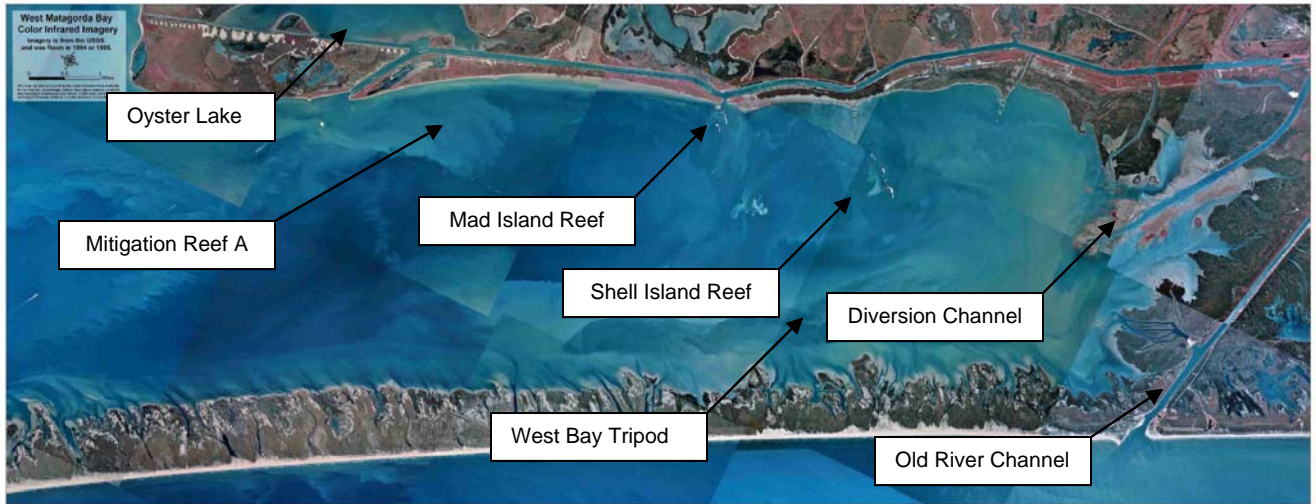 West Matagorda Bay
Color Infrared Imagery
Imagery is from the USGS
and was flown in 1994 or 1995.
Oyster Lake
Mitigation Reef A
Mad Island Reef
Shell Island Reef
Diversion Channel
West Bay Tripod
Old River Channel